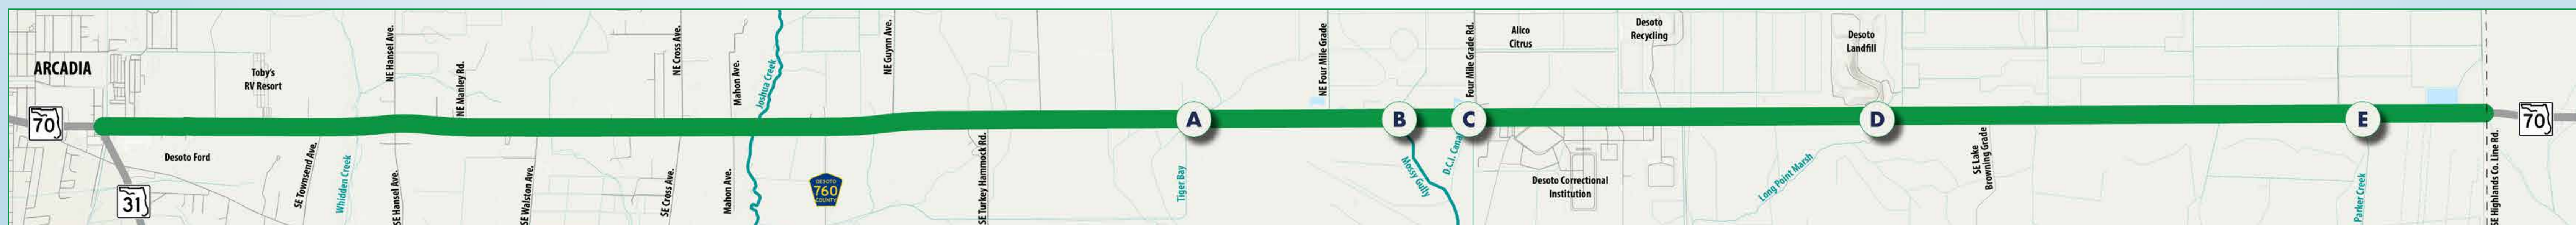 ARCADIA
70
31
Toby's
RV Resort
Desoto Ford
SE Townsend Ave.
Whidden Creek
NE Hansel Ave.
SE Hansel Ave.
NE Manley Rd.
SE Walston Ave.
NE Cross Ave.
SE Cross Ave.
Mahon Ave.
Mahon Ave.
Joshua Creek
DESOTO
760
COUNTY
NE Guynn Ave.
SE Turkey Hammock Rd.
Tiger Bay
A
NE Four Mile Grade
B
Mossy Gully
Four Mile Grade Rd.
C
D.C.I. Canal
Alico
Citrus
Desoto Correctional
Institution
Desoto
Recycling
Long Point Marsh
Desoto
Landfill
D
SE Lake
Browning Grade
E
Parker Creek
SE Highlands Co. Line Rd.
70